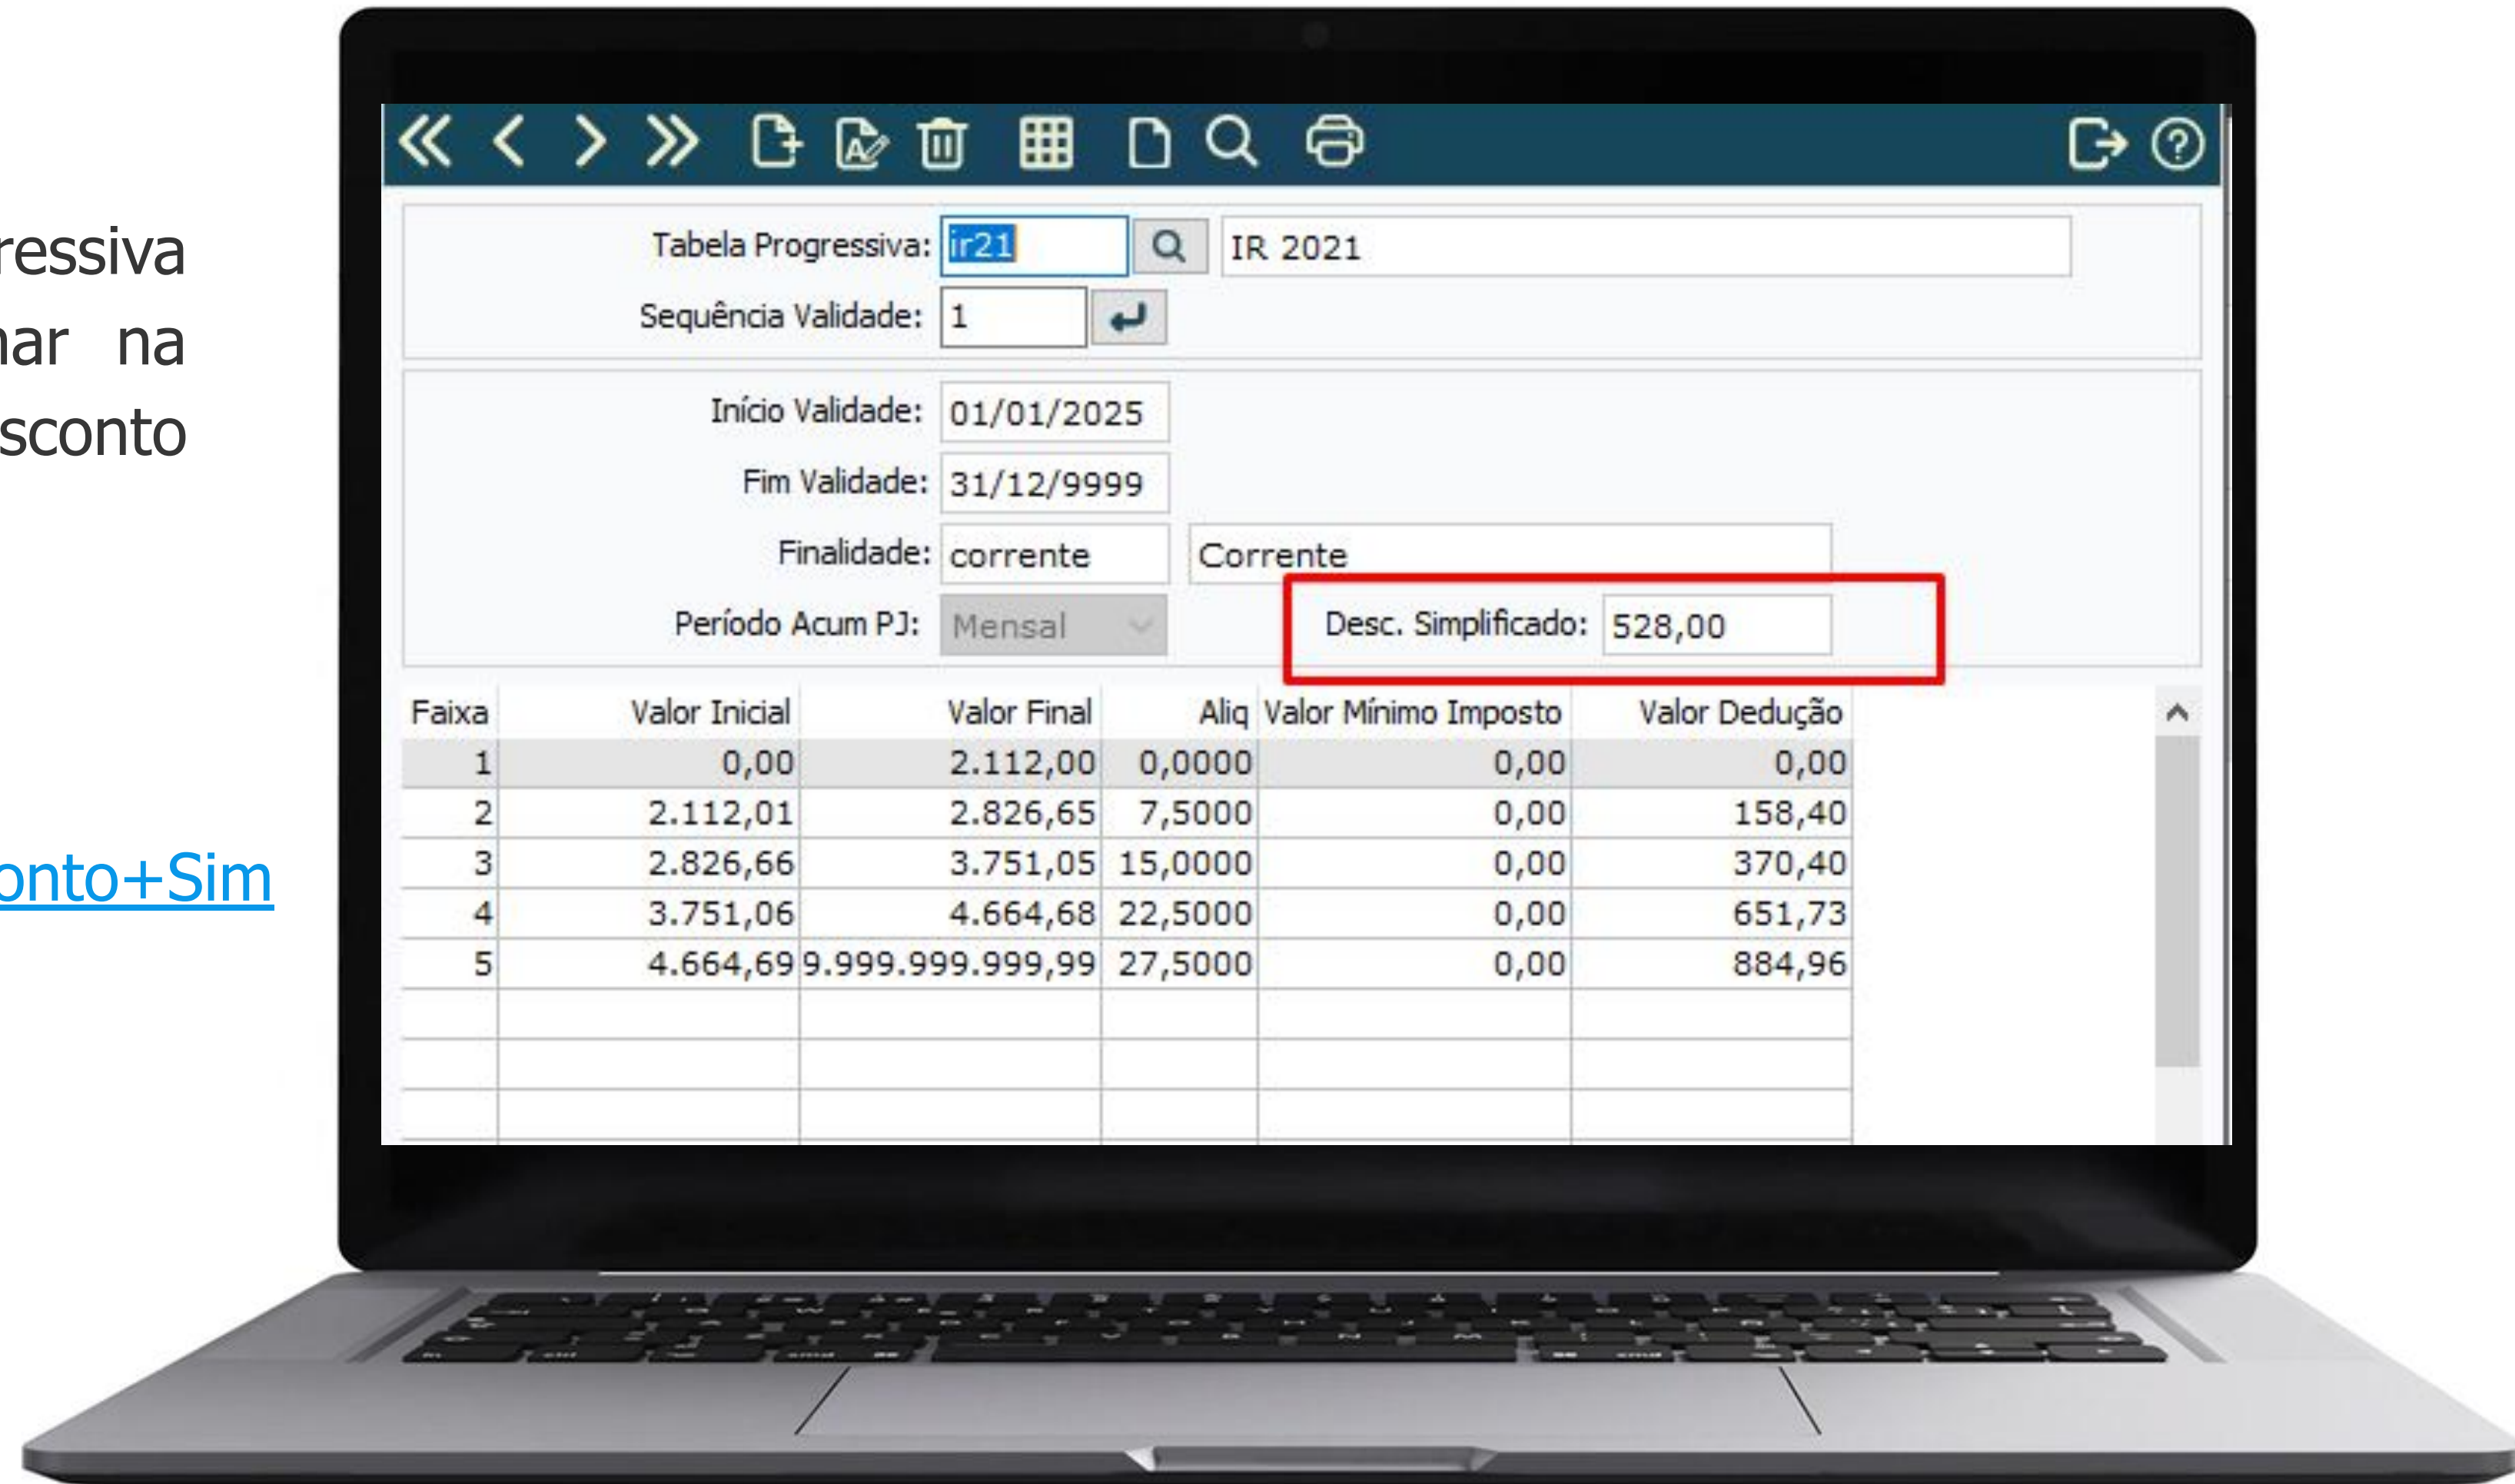 ressiva
na
sconto
onto+Sim
Tabela Progressiva: ir21 IR 2021
Sequência Validade: 1
Início Validade: 01/01/2025
Fim Validade: 31/12/9999
Finalidade: corrente Corrente
Período Acum PJ: Mensal Desc. Simplificado: 528,00
Faixa Valor Inicial Valor Final Aliq Valor Mínimo Imposto Valor Dedução
1 0,00 2.112,00 0,0000 0,00 0,00
2 2.112,01 2.826,65 7,5000 0,00 158,40
3 2.826,66 3.751,05 15,0000 0,00 370,40
4 3.751,06 4.664,68 22,5000 0,00 651,73
5 4.664,69 9.999.999.999,99 27,5000 0,00 884,96